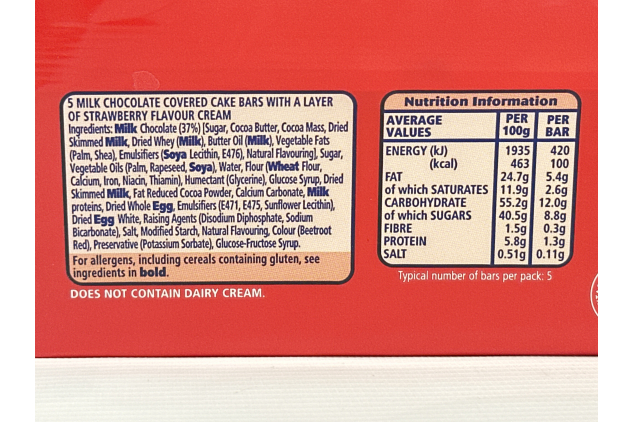 5 MILK CHOCOLATE COVERED CAKE BARS WITH A LAYER
OF STRAWBERRY FLAVOUR CREAM
Ingredients: Milk Chocolate (37%) [Sugar, Cocoa Butter, Cocoa Mass, Dried
Skimmed Milk, Dried Whey (Milk), Butter Oil (Milk), Vegetable Fats
(Palm, Shea), Emulsifiers (Soya Lecithin, E476), Natural Flavouring], Sugar,
Vegetable Oils (Palm, Rapeseed, Soya), Water, Flour (Wheat Flour,
Calcium, Iron, Niacin, Thiamin), Humectant (Glycerine), Glucose Syrup, Dried
Skimmed Milk, Fat Reduced Cocoa Powder, Calcium Carbonate, Milk
proteins, Dried Whole Egg, Emulsifiers (E471, E475, Sunflower Lecithin),
Dried Egg White, Raising Agents (Disodium Diphosphate, Sodium
Bicarbonate), Salt, Modified Starch, Natural Flavouring, Colour (Beetroot
Red), Preservative (Potassium Sorbate), Glucose-Fructose Syrup.
For allergens, including cereals containing gluten, see
ingredients in bold.
DOES NOT CONTAIN DAIRY CREAM.
Nutrition Information
AVERAGE VALUES PER 100g PER BAR
ENERGY (kJ) 1935 420
(kcal) 463 100
FAT 24.7g 5.4g
of which SATURATES 11.9g 2.6g
CARBOHYDRATE 55.2g 12.0g
of which SUGARS 40.5g 8.8g
FIBRE 1.5g 0.3g
PROTEIN 5.8g 1.3g
SALT 0.51g 0.11g
Typical number of bars per pack: 5